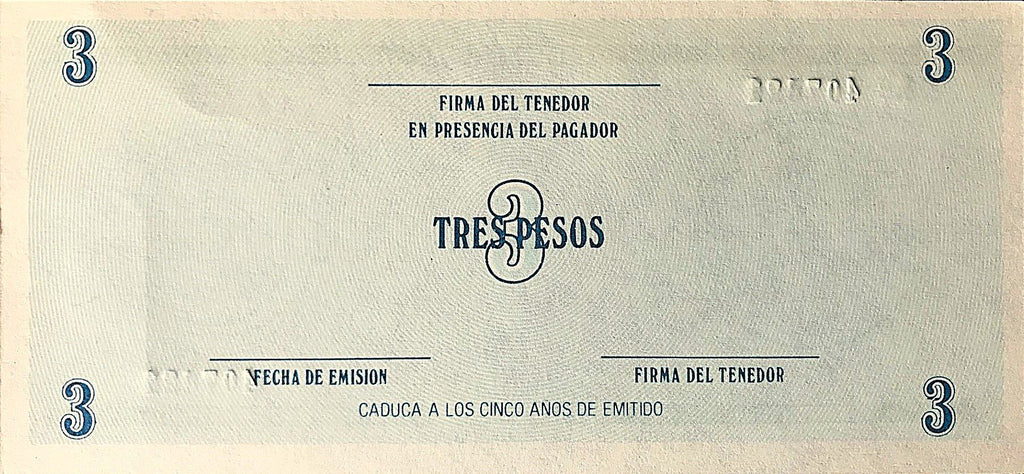 3 3
FIRMA DEL TENEDOR
EN PRESENCIA DEL PAGADOR
3
TRES PESOS
FECHA DE EMISION
FIRMA DEL TENEDOR
CADUCA A LOS CINCO AÑOS DE EMITIDO
3 3